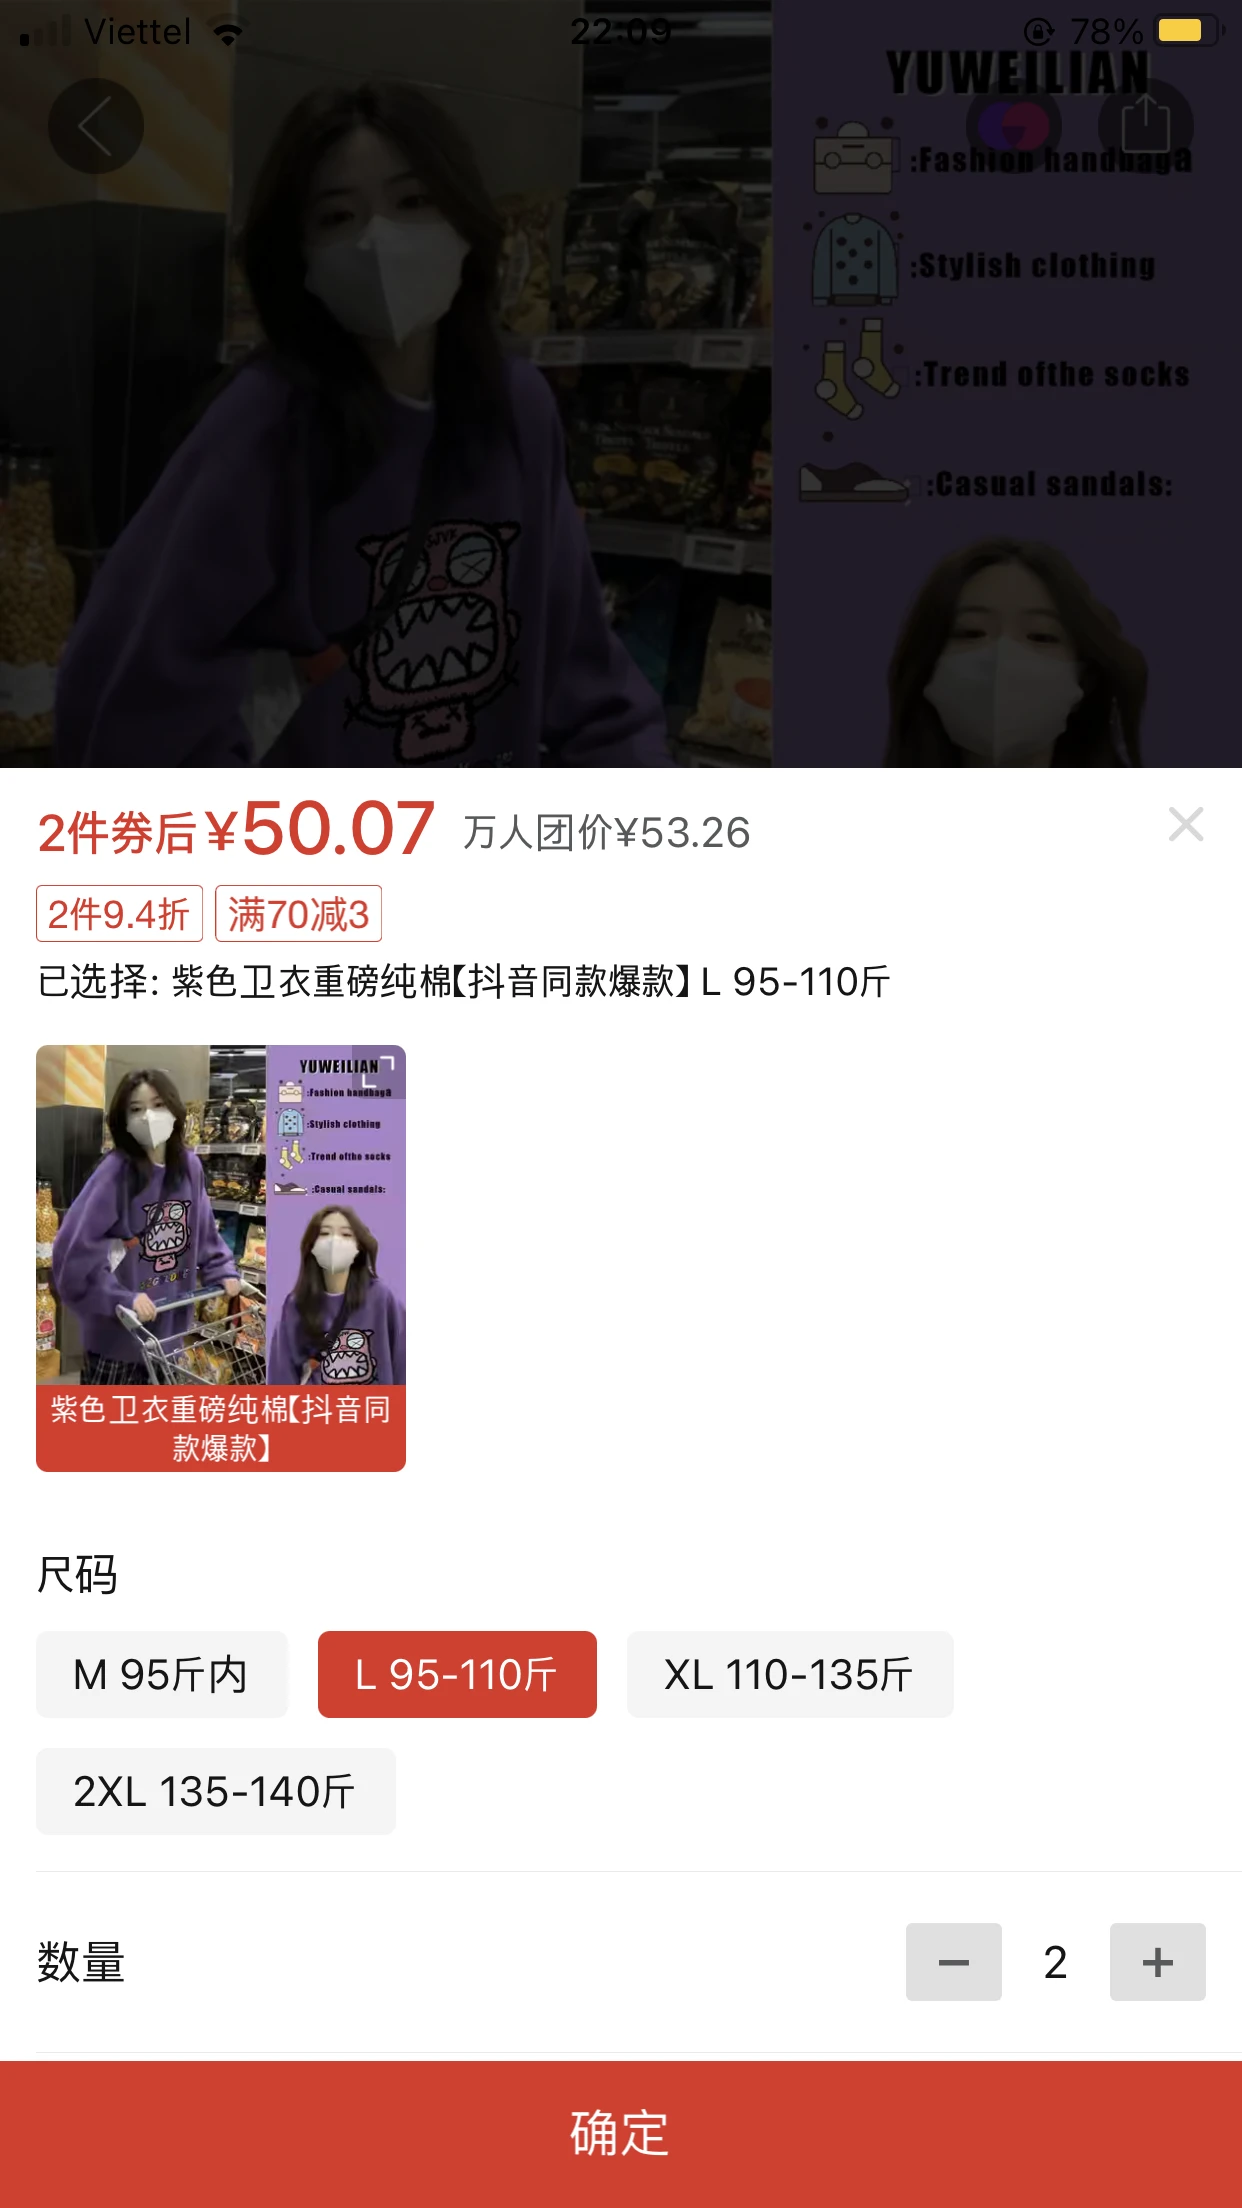 Viettel 22:09 78%
YUWEILIAN
:Fashion handbaga
:Stylish clothing
:Trend ofthe socks
:Casual sandals:
2件券后¥50.07 万人团价¥53.26
2件9.4折 满70减3
已选择: 紫色卫衣重磅纯棉【抖音同款爆款】 L 95-110斤
YUWEILIAN
:Fashion handbaga
:Stylish clothing
:Trend ofthe socks
:Casual sandals:
紫色卫衣重磅纯棉【抖音同
款爆款】
尺码
M 95斤内 L 95-110斤 XL 110-135斤
2XL 135-140斤
数量 2
确定